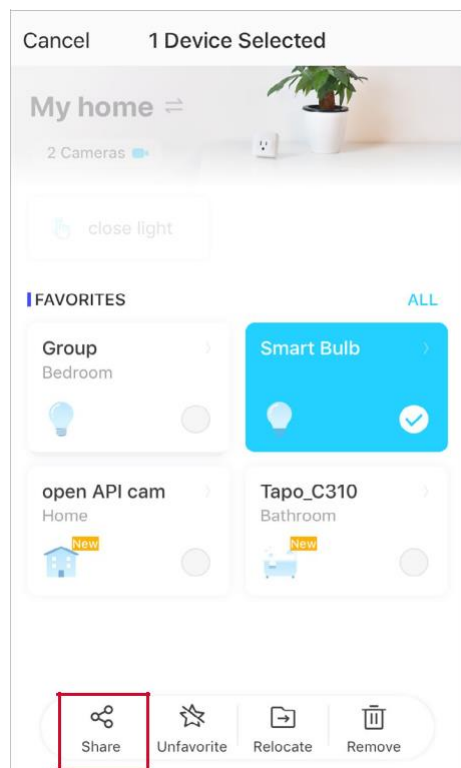 Cancel 1 Device Selected
My home
2 Cameras
close light
FAVORITES ALL
Group Smart Bulb
Bedroom
open API cam Tapo_C310
Home Bathroom
New New
Share Unfavorite Relocate Remove